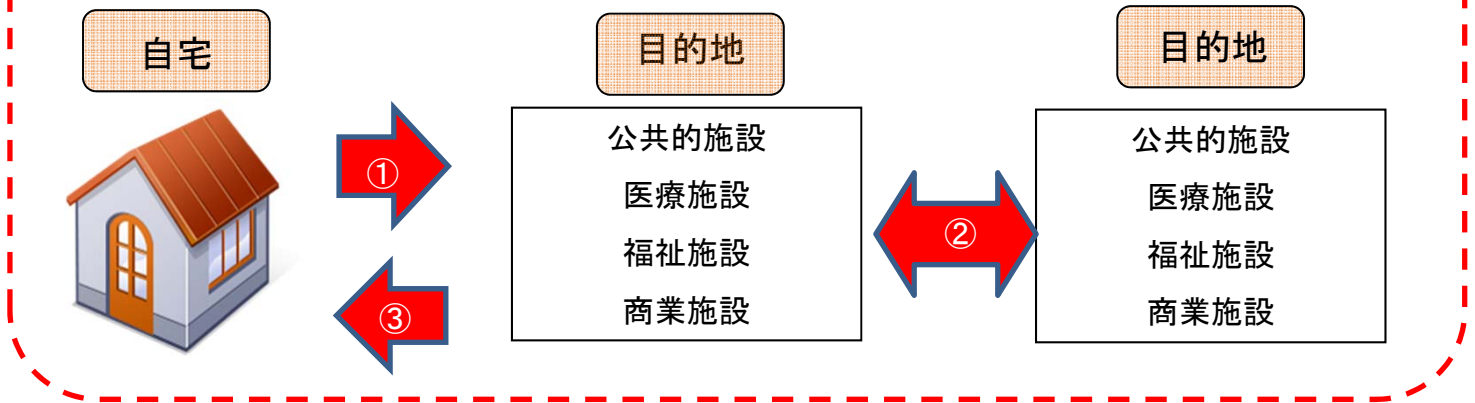 自宅
目的地
目的地
①
③
公共的施設
医療施設
福祉施設
商業施設
②
公共的施設
医療施設
福祉施設
商業施設